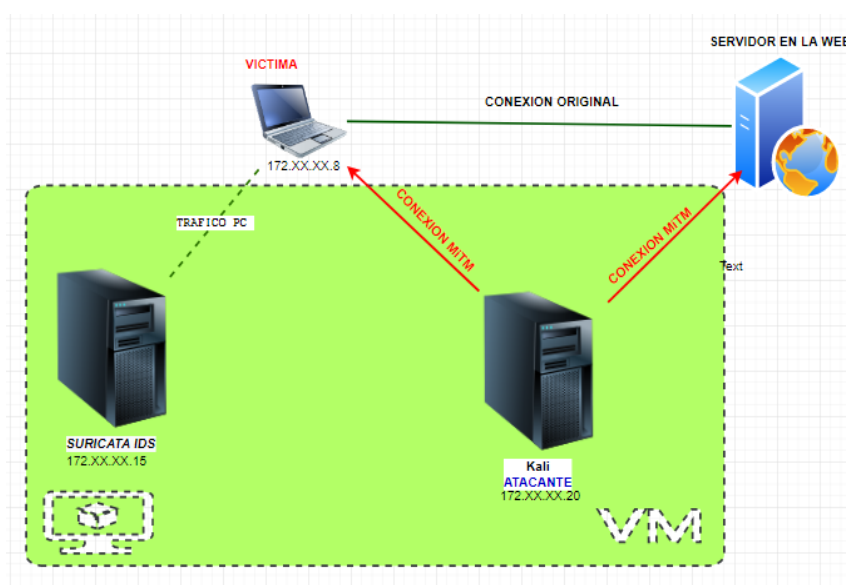 SERVIDOR EN LA WEB
VICTIMA
CONEXION ORIGINAL
172.XX.XX.8
TRAFICO PC
CONEXION MiTM
CONEXION MiTM
Text
SURICATA IDS
172.XX.XX.15
Kali
ATACANTE
172.XX.XX.20
VM